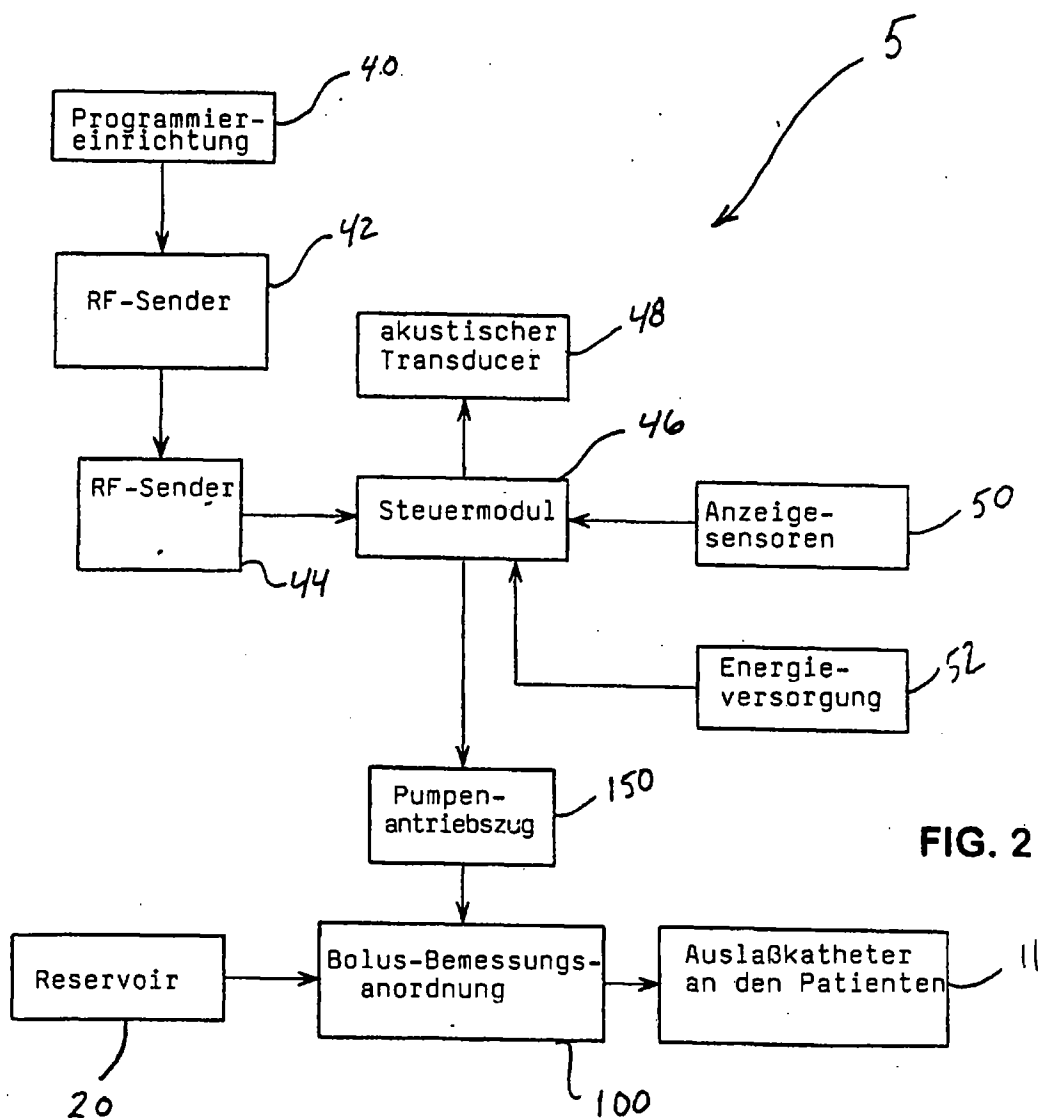 5
40
Programmier-
einrichtung
42
RF-Sender
akustischer
Transducer
48
46
RF-Sender
44
Steuermodul
Anzeige-
sensoren
50
Energie-
versorgung
52
Pumpen-
antriebszug
150
FIG. 2
Reservoir
20
Bolus-Bemessungs-
anordnung
100
Auslaßkatheter
an den Patienten
11